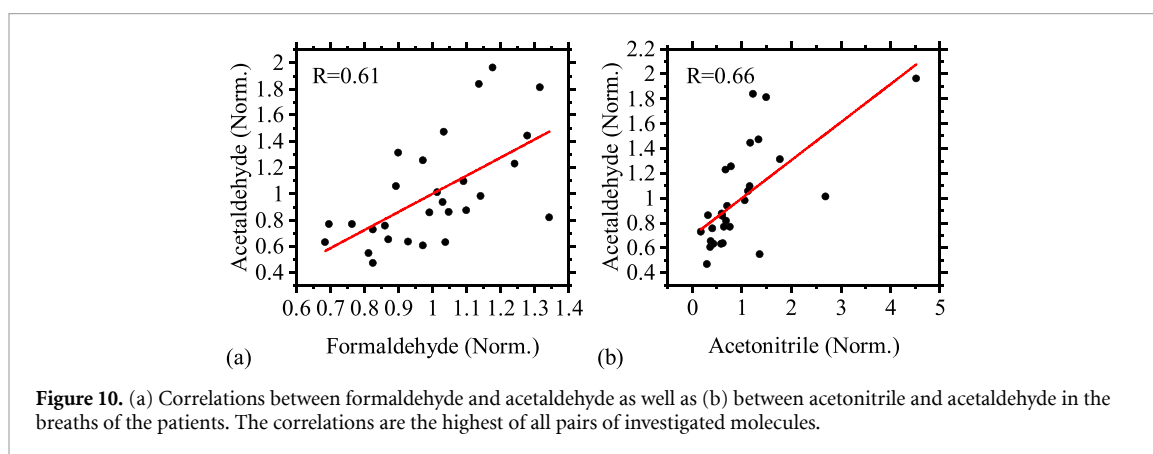 R=0.61
2
1.8
1.6
1.4
1.2
1
0.8
0.6
0.4
Acetaldehyde (Norm.)
0.6 0.7 0.8 0.9 1 1.1 1.2 1.3 1.4
Formaldehyde (Norm.)
(a)
R=0.66
2.2
2
1.8
1.6
1.4
1.2
1
0.8
0.6
0.4
Acetaldehyde (Norm.)
0 1 2 3 4 5
Acetonitrile (Norm.)
(b)
Figure 10. (a) Correlations between formaldehyde and acetaldehyde as well as (b) between acetonitrile and acetaldehyde in the
breaths of the patients. The correlations are the highest of all pairs of investigated molecules.